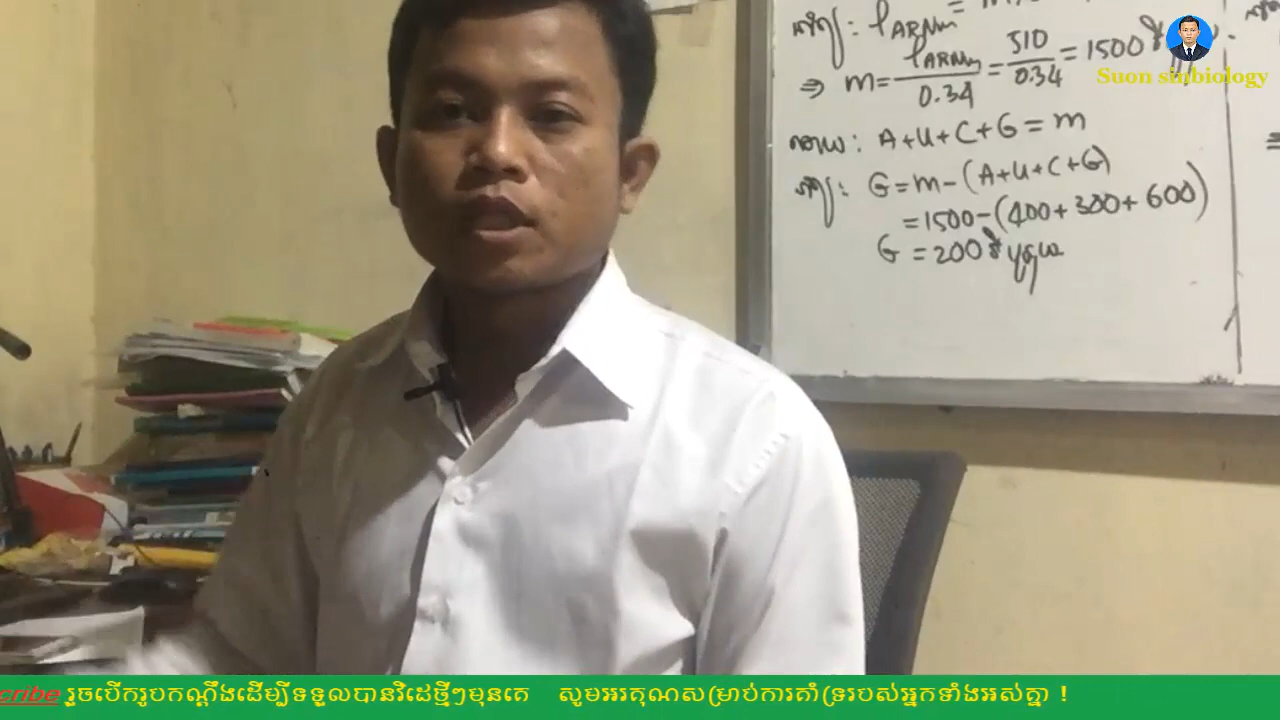 ℓARNm = m
⇒ m = ℓARNm / 0.34 = 510 / 0.34 = 1500
Suon sinbiology
A+U+C+G = m
G = m-(A+U+C+G)
=1500-(400+300+600)
G = 200
cribe រួចបើករូបកណ្ដឹងដើម្បីទទួលបានវីដេថ្មីៗមុនគេ សូមអរគុណសម្រាប់ការគាំទ្ររបស់អ្នកទាំងអស់គ្នា !